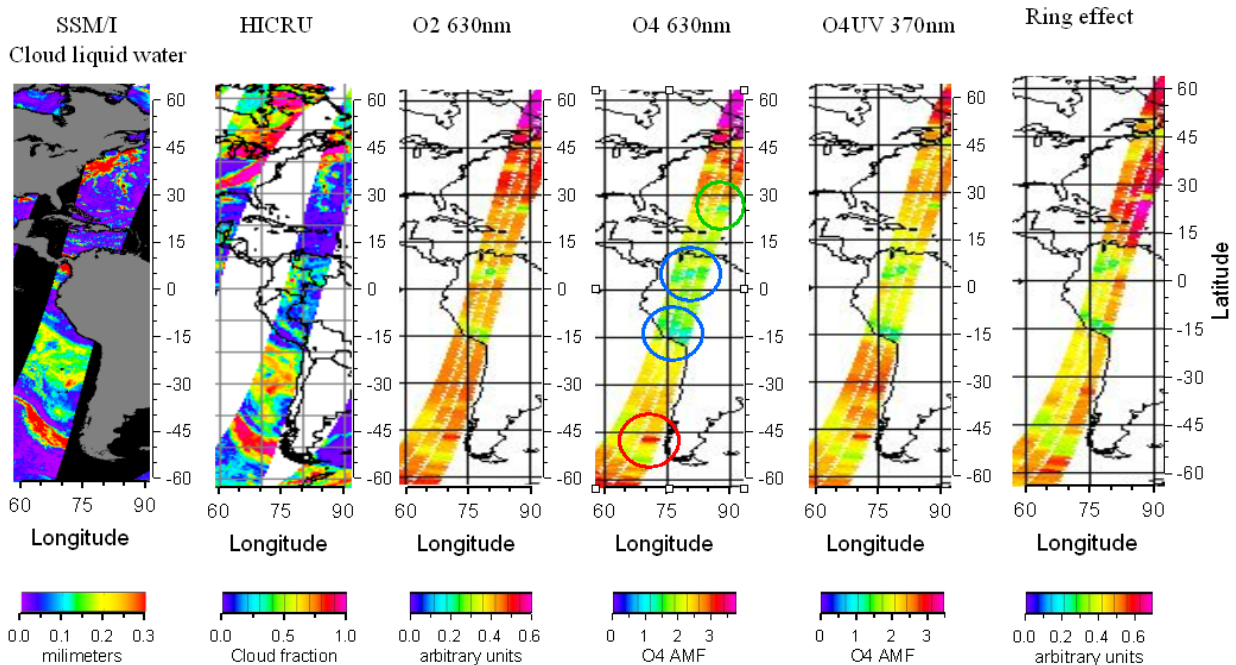 SSM/I HICRU O2 630nm O4 630nm O4UV 370nm Ring effect
Cloud liquid water
60 60 60 60 60 60
45 45 45 45 45 45
30 30 30 30 30 30
15 15 15 15 15 15
0 0 0 0 0 0
-15 -15 -15 -15 -15 -15
-30 -30 -30 -30 -30 -30
-45 -45 -45 -45 -45 -45
-60 -60 -60 -60 -60 -60
Latitude
60 75 90 75 90 60 75 90 60 75 90 60 75 90 60 75 90
Longitude Longitude Longitude Longitude Longitude Longitude
0.0 0.1 0.2 0.3 0.0 0.5 1.0 0.0 0.2 0.4 0.6 0 1 2 3 0 1 2 3 0.0 0.2 0.4 0.6
milimeters Cloud fraction arbitrary units O4 AMF O4 AMF arbitrary units